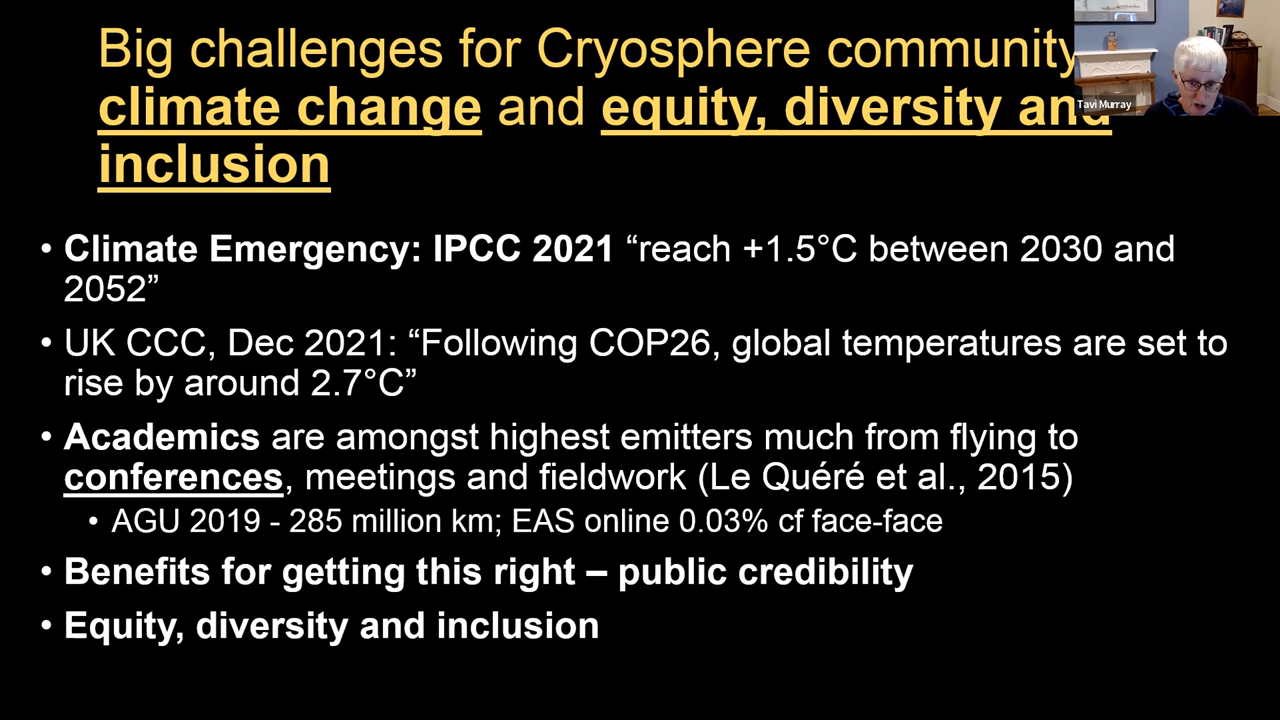 Big challenges for Cryosphere community
climate change and equity, diversity and
inclusion
Tavi Murray
• Climate Emergency: IPCC 2021 “reach +1.5°C between 2030 and
2052”
• UK CCC, Dec 2021: “Following COP26, global temperatures are set to
rise by around 2.7°C”
• Academics are amongst highest emitters much from flying to
conferences, meetings and fieldwork (Le Quéré et al., 2015)
• AGU 2019 - 285 million km; EAS online 0.03% cf face-face
• Benefits for getting this right – public credibility
• Equity, diversity and inclusion